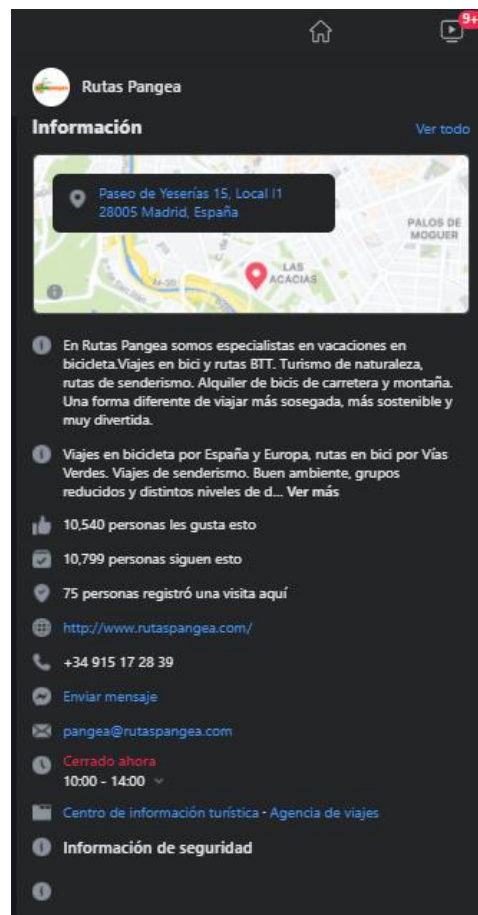 9+
Rutas Pangea
Información
Ver todo
Paseo de Yeserías 15, Local I1
28005 Madrid, España
PALOS DE
MOGUER
LAS
ACACIAS
M-30
En Rutas Pangea somos especialistas en vacaciones en
bicicleta.Viajes en bici y rutas BTT. Turismo de naturaleza,
rutas de senderismo. Alquiler de bicis de carretera y montaña.
Una forma diferente de viajar más sosegada, más sostenible y
muy divertida.
Viajes en bicicleta por España y Europa, rutas en bici por Vías
Verdes. Viajes de senderismo. Buen ambiente, grupos
reducidos y distintos niveles de d... Ver más
10,540 personas les gusta esto
10,799 personas siguen esto
75 personas registró una visita aquí
http://www.rutaspangea.com/
+34 915 17 28 39
Enviar mensaje
pangea@rutaspangea.com
Cerrado ahora
10:00 - 14:00
Centro de información turística · Agencia de viajes
Información de seguridad